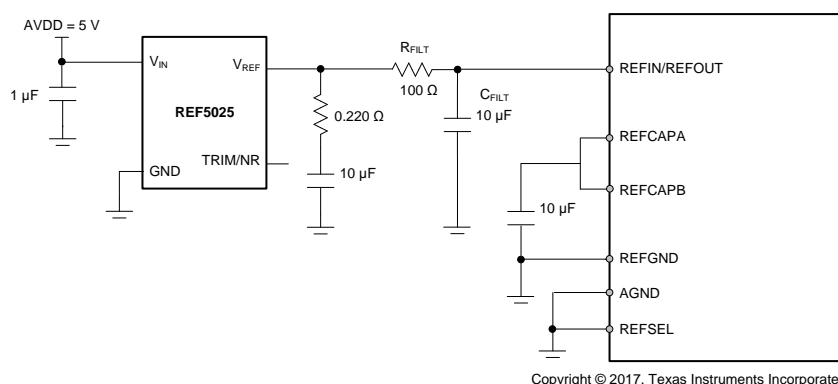 AVDD = 5 V
VIN
VREF
REF5025
GND
TRIM/NR
1 µF
0.220 Ω
10 µF
RFILT
100 Ω
CFILT
10 µF
REFIN/REFOUT
REFCAPA
REFCAPB
10 µF
REFGND
AGND
REFSEL
Copyright © 2017, Texas Instruments Incorporate